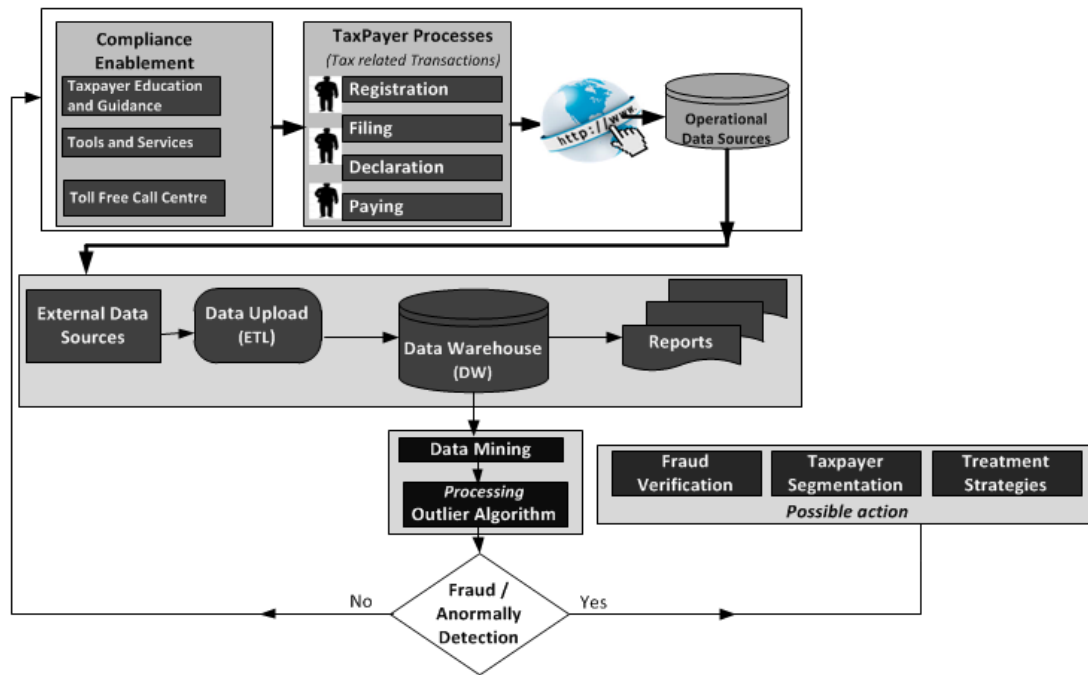 Compliance
Enablement
Taxpayer Education
and Guidance
Tools and Services
Toll Free Call Centre
TaxPayer Processes
(Tax related Transactions)
Registration
Filing
Declaration
Paying
http://www.
Operational
Data Sources
External Data
Sources
Data Upload
(ETL)
Data Warehouse
(DW)
Reports
Data Mining
Processing
Outlier Algorithm
Fraud
Verification
Taxpayer
Segmentation
Treatment
Strategies
Possible action
No
Fraud /
Anormally
Detection
Yes